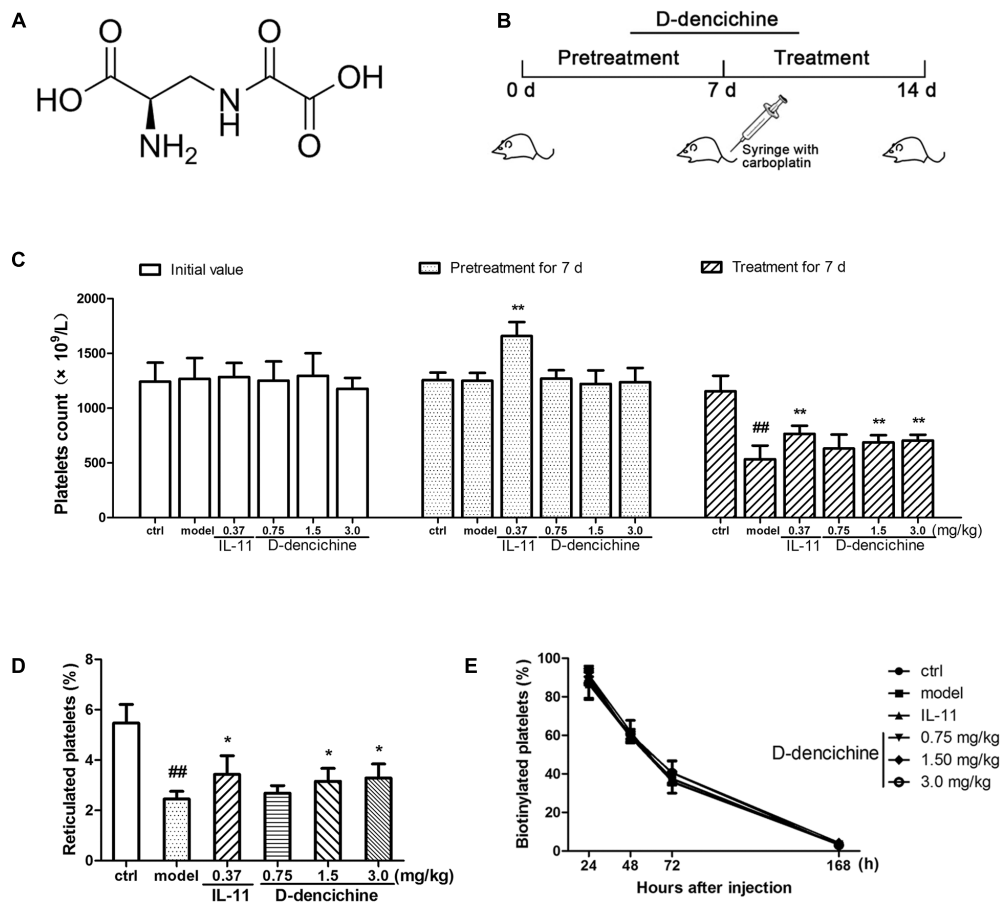 A
O
O
HO
OH
N
H
NH2
O
B
D-dencichine
Pretreatment
Treatment
0 d
7 d
14 d
Syringe with
carboplatin
C
Initial value
Pretreatment for 7 d
Treatment for 7 d
Platelets count (× 10⁹/L)
2000
1500
1000
500
0
**
##
**
**
**
ctrl model 0.37 0.75 1.5 3.0
IL-11 D-dencichine
ctrl model 0.37 0.75 1.5 3.0
IL-11 D-dencichine
ctrl model 0.37 0.75 1.5 3.0 (mg/kg)
IL-11 D-dencichine
D
Reticulated platelets (%)
8
6
4
2
0
##
*
*
*
ctrl model 0.37 0.75 1.5 3.0 (mg/kg)
IL-11 D-dencichine
E
Biotinylated platelets (%)
100
80
60
40
20
0
24 48 72 168 (h)
Hours after injection
ctrl
model
IL-11
D-dencichine
0.75 mg/kg
1.50 mg/kg
3.0 mg/kg